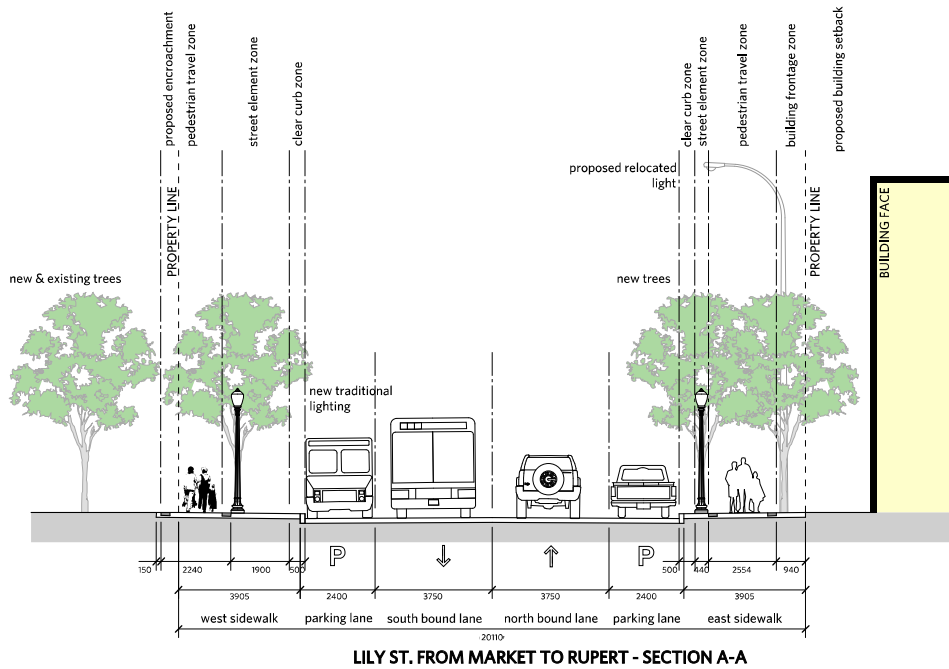 proposed encroachment
pedestrian travel zone
street element zone
clear curb zone
clear curb zone
street element zone
pedestrian travel zone
building frontage zone
proposed building setback
proposed relocated
light
PROPERTY LINE
PROPERTY LINE
BUILDING FACE
new & existing trees
new trees
new traditional
lighting
P
P
150 2240 1900 500 500 440 2554 940
3905 2400 3750 3750 2400 3905
west sidewalk parking lane south bound lane north bound lane parking lane east sidewalk
20110
LILY ST. FROM MARKET TO RUPERT - SECTION A-A